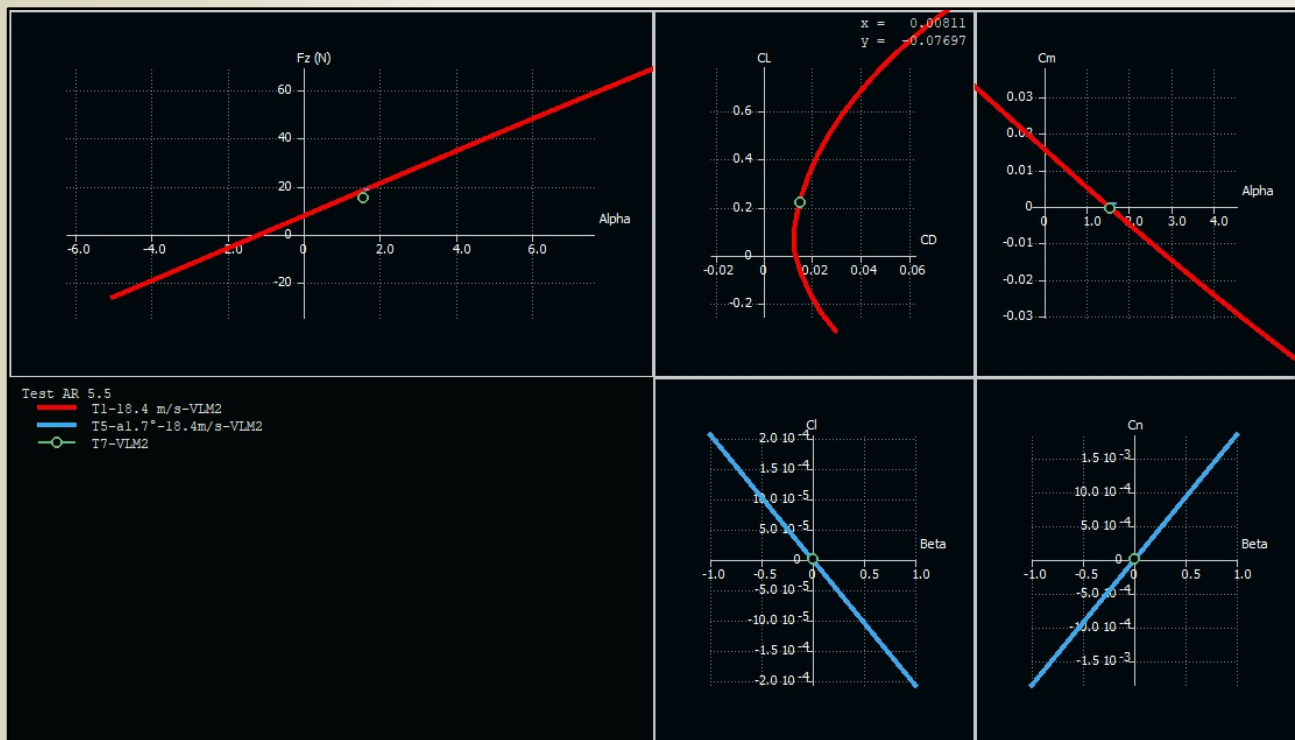 x = 0.00811
y = -0.07697
Fz (N)
60
40
20
0
-20
-6.0 -4.0 -2.0 0 2.0 4.0 6.0
Alpha
CL
0.6
0.4
0.2
0
-0.2
-0.02 0 0.02 0.04 0.06
CD
Cm
0.03
0.02
0.01
0
-0.01
-0.02
-0.03
0 1.0 2.0 3.0 4.0
Alpha
Test AR 5.5
T1-18.4 m/s-VLM2
T5-a1.7°-18.4m/s-VLM2
T7-VLM2
Cl
2.0 10⁻⁴
1.5 10⁻⁴
10.0 10⁻⁵
5.0 10⁻⁵
0
-5.0 10⁻⁵
-10.0 10⁻⁵
-1.5 10⁻⁴
-2.0 10⁻⁴
-1.0 -0.5 0 0.5 1.0
Beta
Cn
1.5 10⁻³
10.0 10⁻⁴
5.0 10⁻⁴
0
-5.0 10⁻⁴
-10.0 10⁻⁴
-1.5 10⁻³
-1.0 -0.5 0 0.5 1.0
Beta